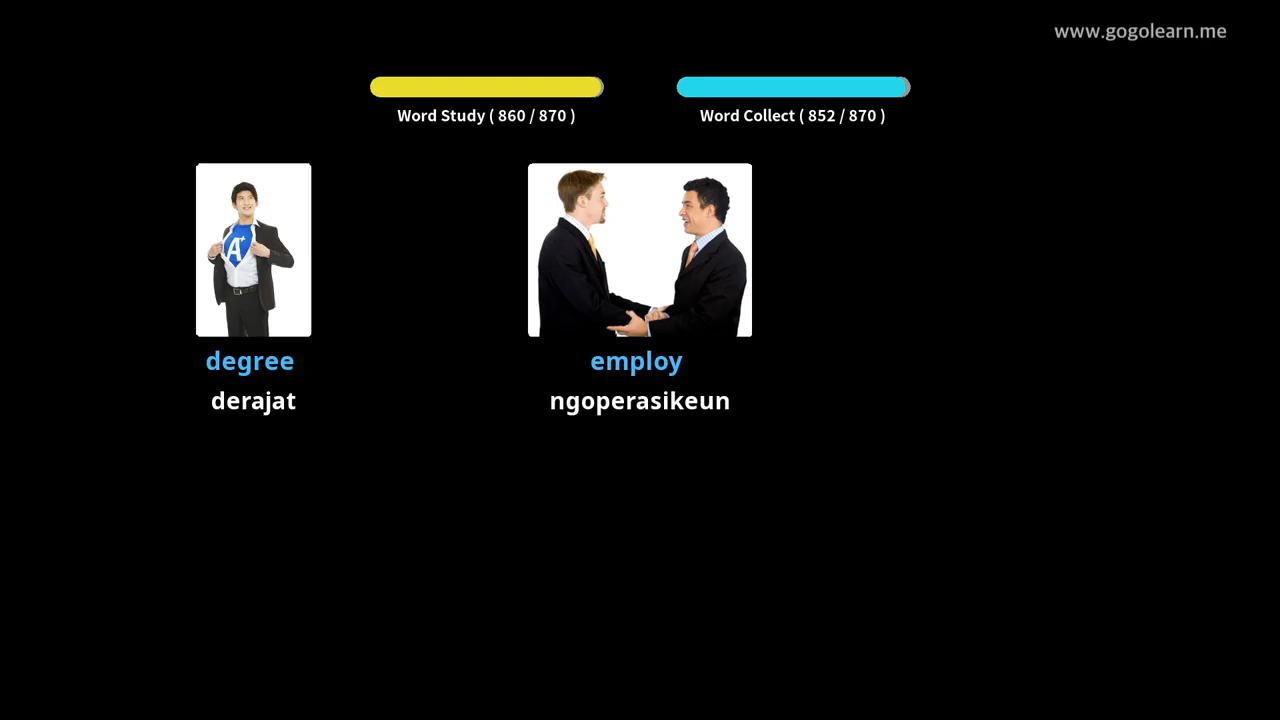 www.gogolearn.me
Word Study ( 860 / 870 )
Word Collect ( 852 / 870 )
A+
degree
employ
derajat
ngoperasikeun